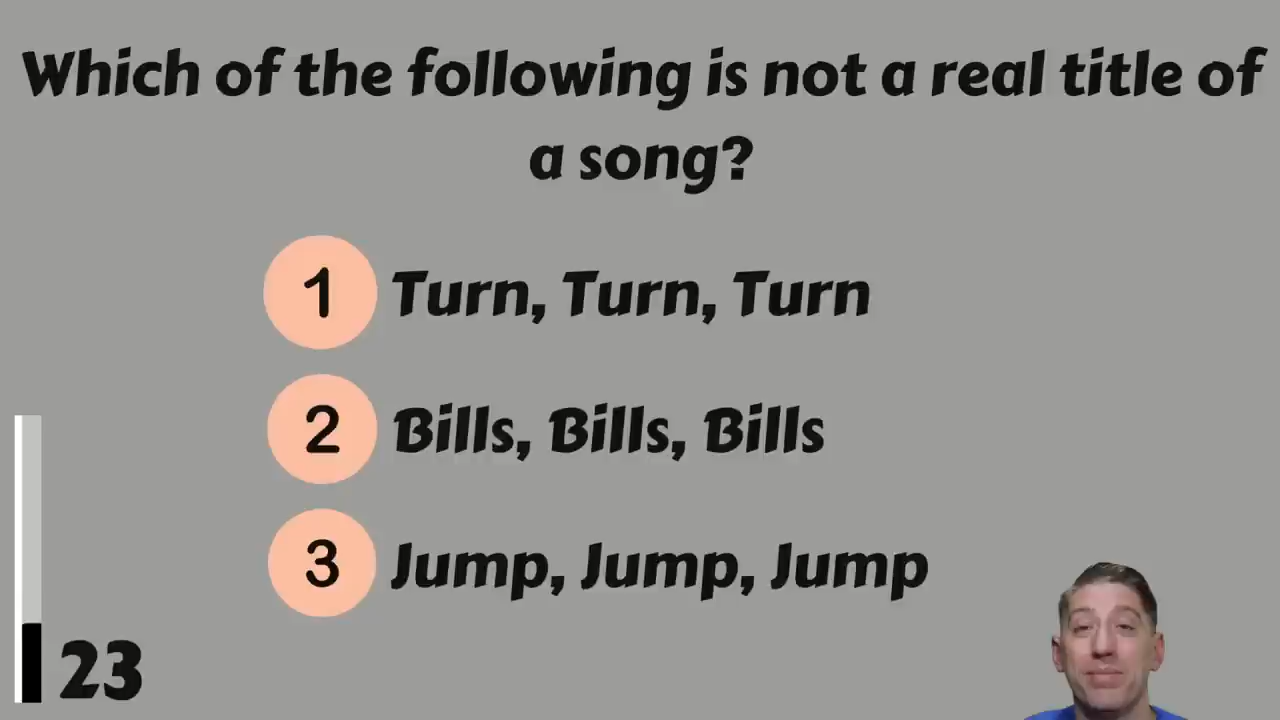 Which of the following is not a real title of
a song?
1 Turn, Turn, Turn
2 Bills, Bills, Bills
3 Jump, Jump, Jump
23